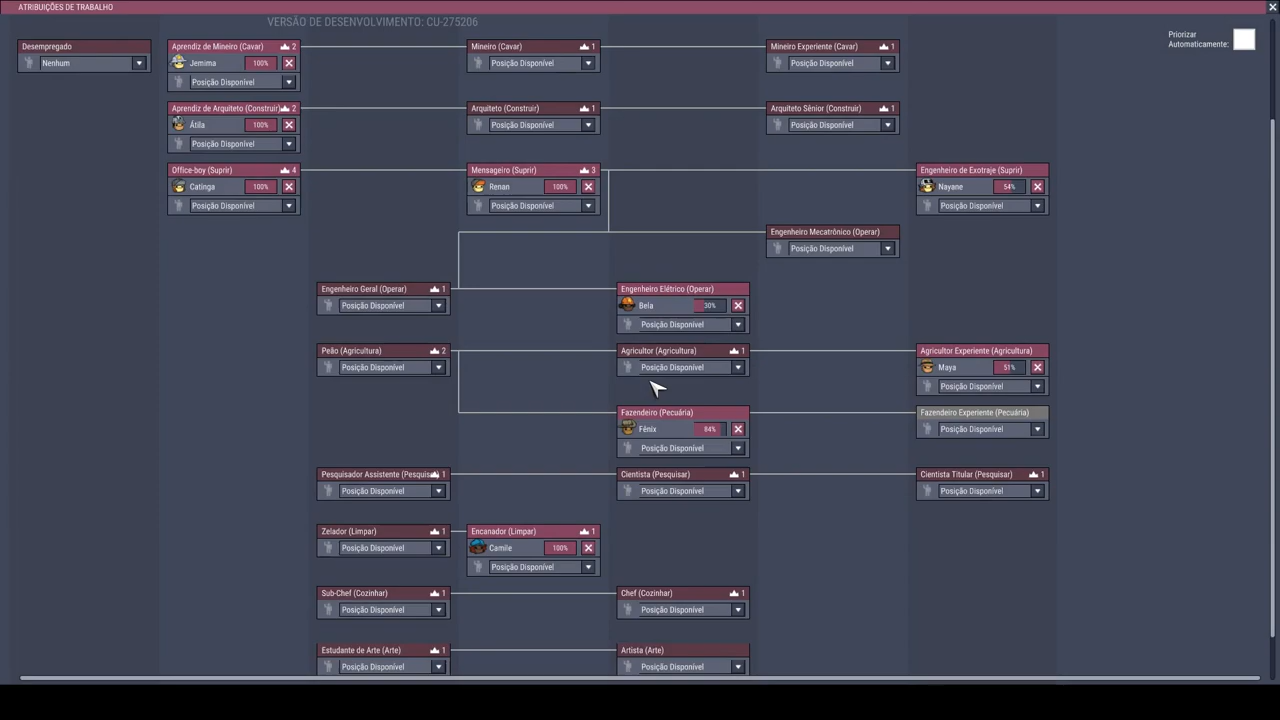 ATRIBUIÇÕES DE TRABALHO
VERSÃO DE DESENVOLVIMENTO: CU-275206
Priorizar
Automaticamente:
Desempregado
Nenhum
Aprendiz de Mineiro (Cavar) 2
Jemima 100%
Posição Disponível
Mineiro (Cavar) 1
Posição Disponível
Mineiro Experiente (Cavar) 1
Posição Disponível
Aprendiz de Arquiteto (Construir) 2
Átila 100%
Posição Disponível
Arquiteto (Construir) 1
Posição Disponível
Arquiteto Sênior (Construir) 1
Posição Disponível
Office-boy (Suprir) 4
Catinga 100%
Posição Disponível
Mensageiro (Suprir) 3
Renan 100%
Posição Disponível
Engenheiro de Exotraje (Suprir)
Nayane 54%
Posição Disponível
Engenheiro Mecatrônico (Operar)
Posição Disponível
Engenheiro Geral (Operar) 1
Posição Disponível
Engenheiro Elétrico (Operar)
Bela 30%
Posição Disponível
Peão (Agricultura) 2
Posição Disponível
Agricultor (Agricultura) 1
Posição Disponível
Agricultor Experiente (Agricultura)
Maya 51%
Posição Disponível
Fazendeiro (Pecuária)
Fênix 84%
Posição Disponível
Fazendeiro Experiente (Pecuária)
Posição Disponível
Pesquisador Assistente (Pesquisar) 1
Posição Disponível
Cientista (Pesquisar) 1
Posição Disponível
Cientista Titular (Pesquisar) 1
Posição Disponível
Zelador (Limpar) 1
Posição Disponível
Encanador (Limpar) 1
Camile 100%
Posição Disponível
Sub-Chef (Cozinhar) 1
Posição Disponível
Chef (Cozinhar) 1
Posição Disponível
Estudante de Arte (Arte) 1
Posição Disponível
Artista (Arte)
Posição Disponível